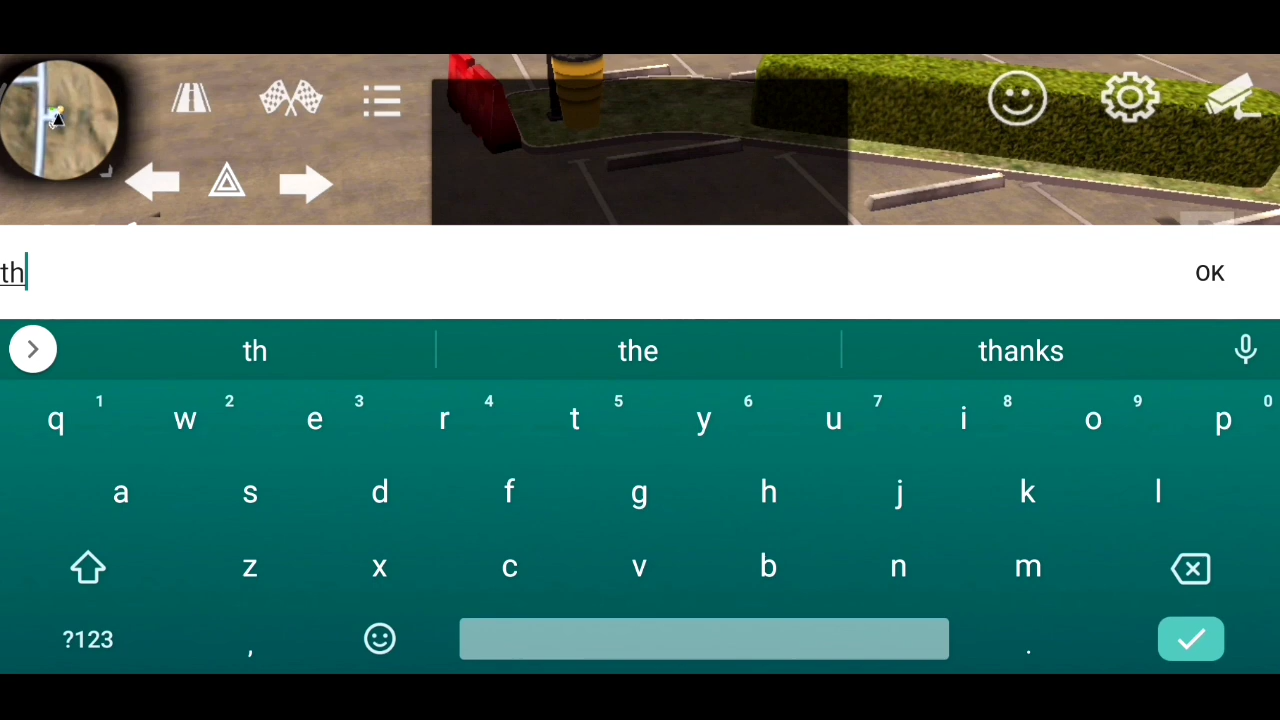 th
OK
th the thanks
q 1 w 2 e 3 r 4 t 5 y 6 u 7 i 8 o 9 p 0
a s d f g h j k l
z x c v b n m
?123 , .